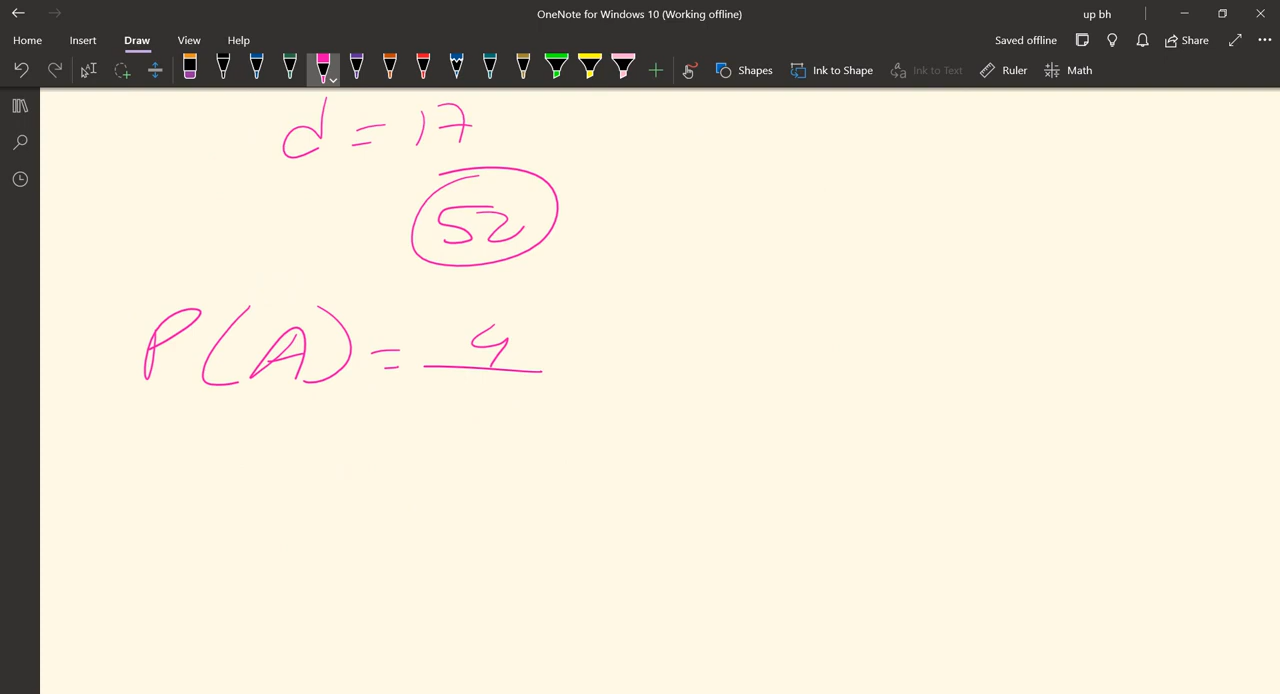 OneNote for Windows 10 (Working offline)
up bh
Home Insert Draw View Help
Saved offline
Share
Shapes
Ink to Shape
Ink to Text
Ruler
Math
d = 17
52
P(A) = 4